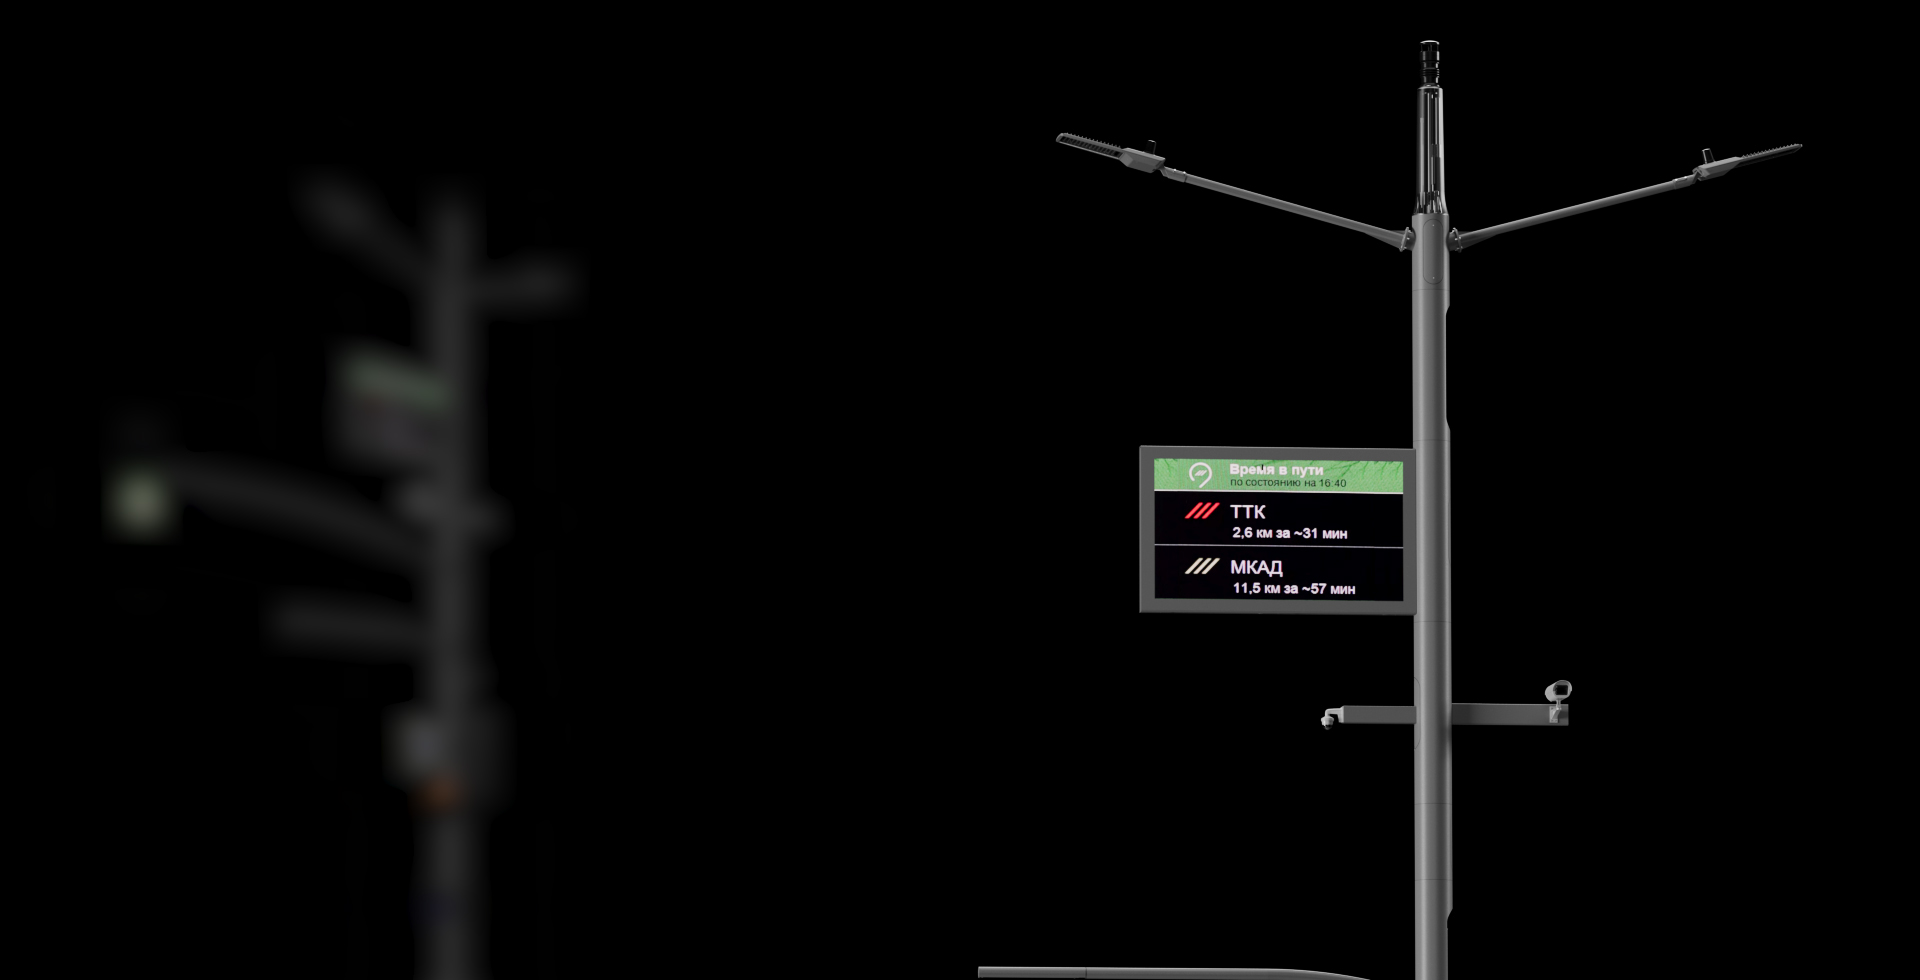 Время в пути
по состоянию на 16:40
ТТК
2,6 км за ~31 мин
МКАД
11,5 км за ~57 мин